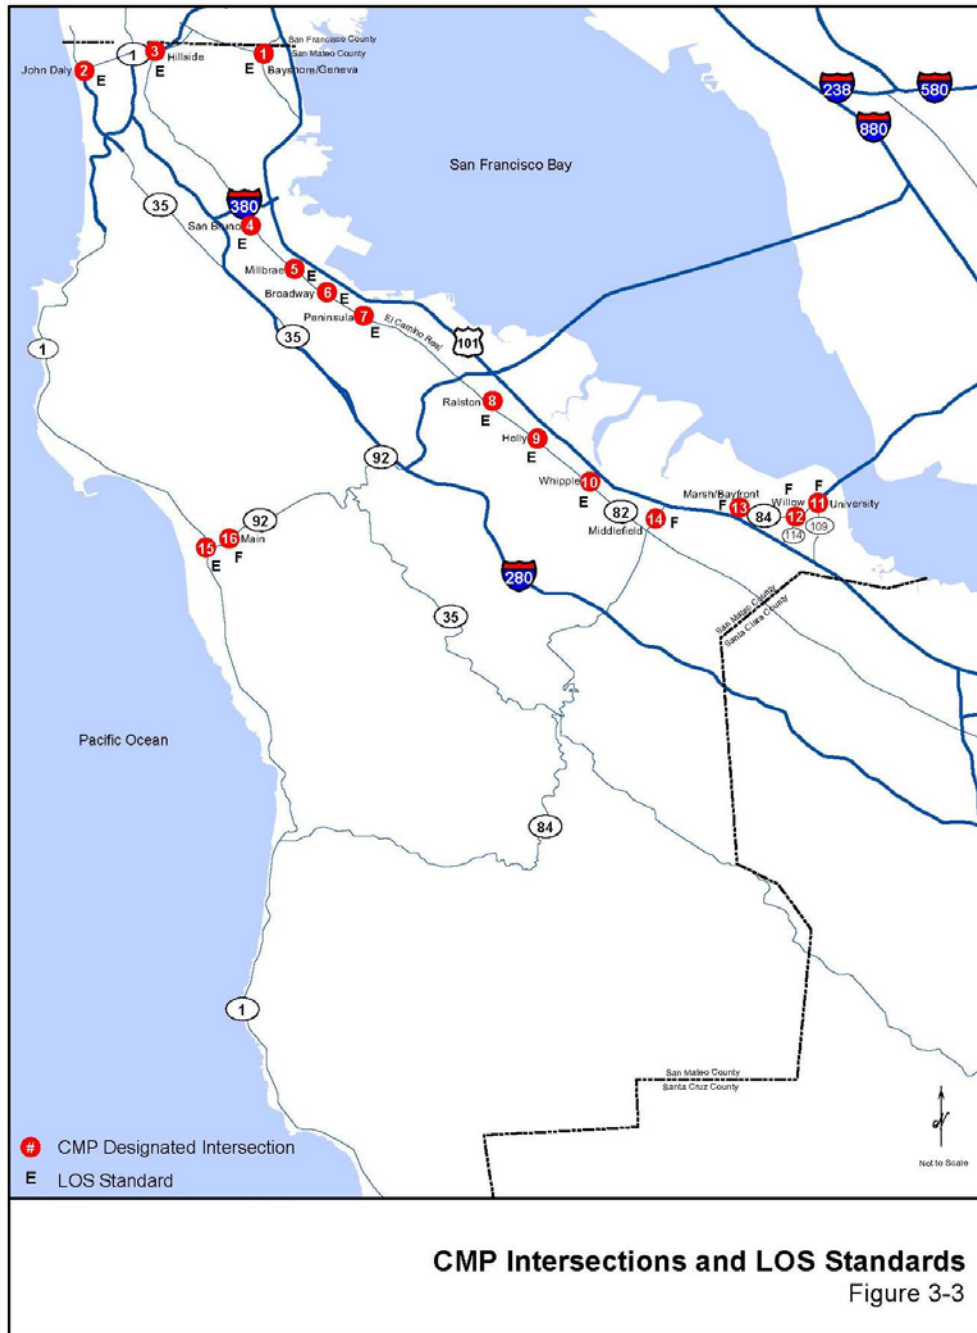 San Francisco County
San Mateo County
1
3
Hillside
1
2
John Daly
E
E
E
Bayshore/Geneva
238
580
880
San Francisco Bay
35
380
San Bruno
4
E
Millbrae
5
E
Broadway
6
E
Peninsula
7
E
El Camino Real
35
101
1
Ralston
8
E
Holly
9
E
92
Whipple
10
E
82
Middlefield
14
F
Marsh/Bayfront
F
13
84
F
Willow
12
F
11
University
114
109
92
15
16
Main
E
F
280
35
San Mateo County
Santa Clara County
Pacific Ocean
84
1
San Mateo County
Santa Cruz County
N
Not to Scale
# CMP Designated Intersection
E LOS Standard
CMP Intersections and LOS Standards
Figure 3-3